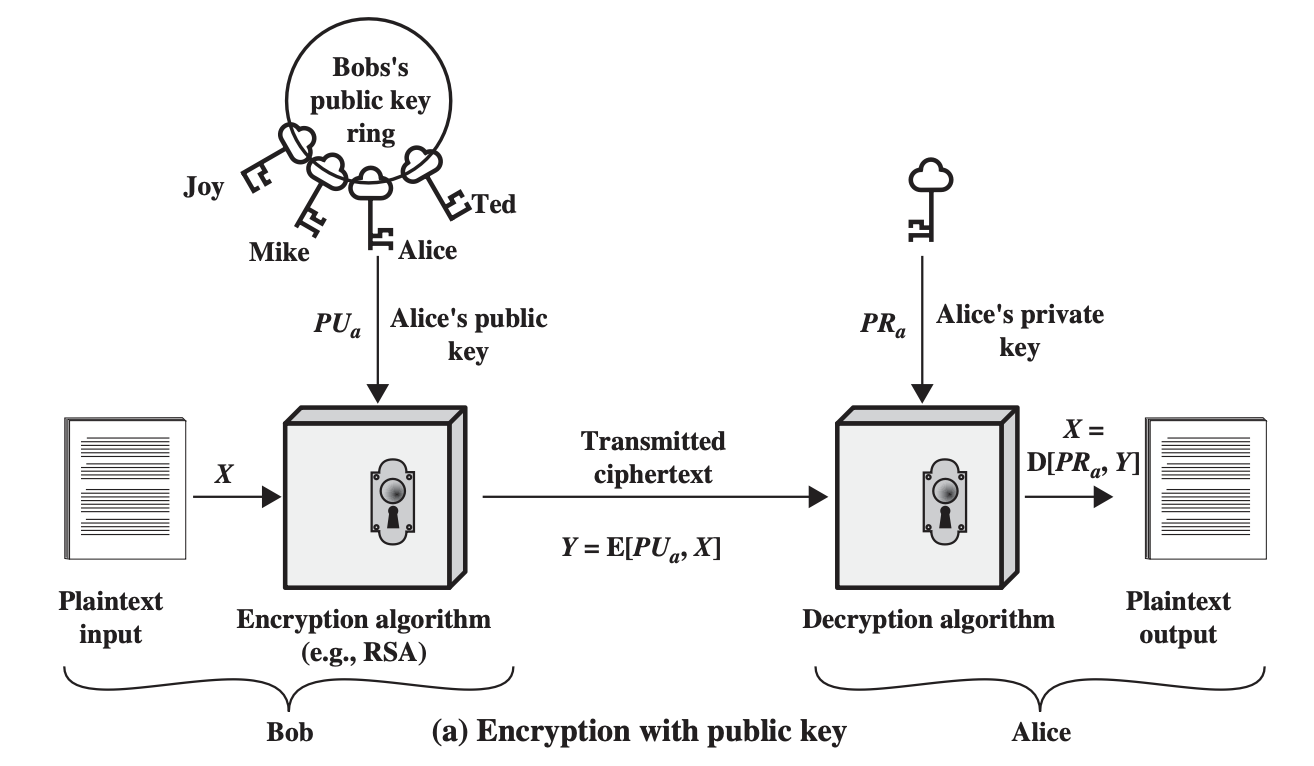 Bobs's
public key
ring
Joy
Ted
Mike
Alice
PUa
Alice's public
key
PRa
Alice's private
key
X
Transmitted
ciphertext
X =
D[PRa, Y]
Y = E[PUa, X]
Plaintext
input
Encryption algorithm
(e.g., RSA)
Decryption algorithm
Plaintext
output
Bob
(a) Encryption with public key
Alice